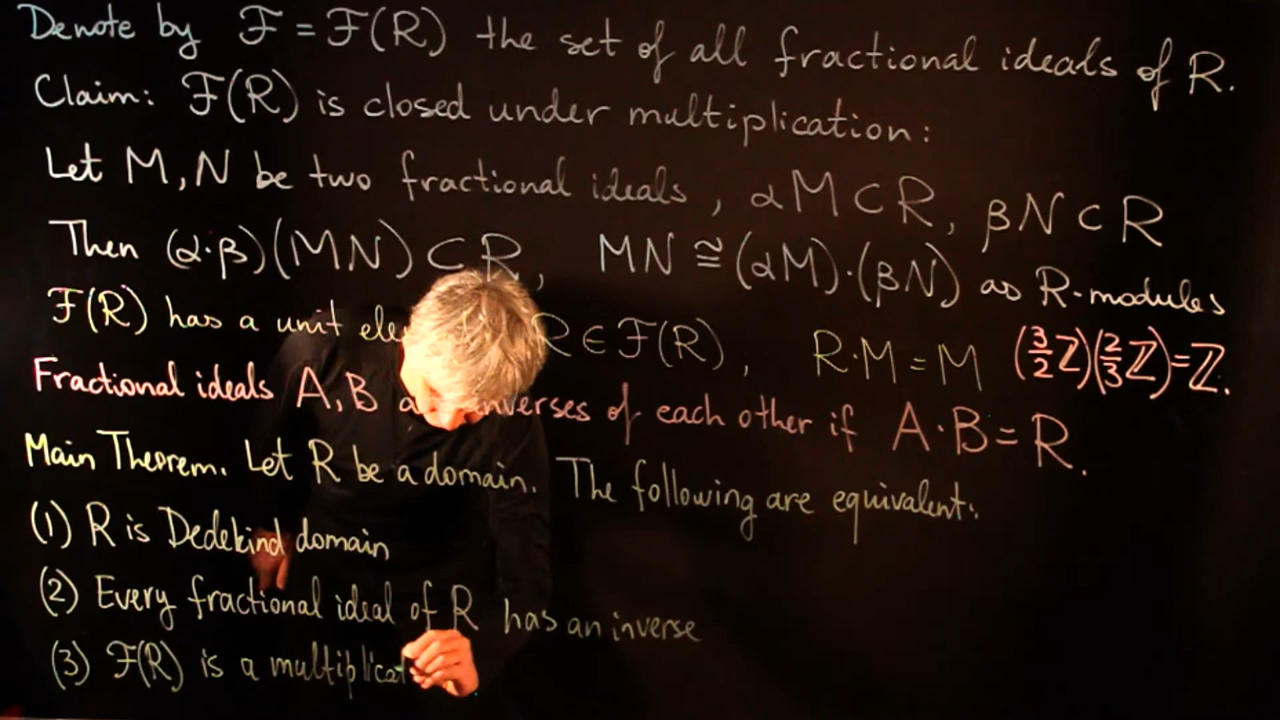 Denote by ℱ = ℱ(R) the set of all fractional ideals of R.
Claim: ℱ(R) is closed under multiplication:
Let M, N be two fractional ideals, αM ⊂ R, βN ⊂ R
Then (α·β)(MN) ⊂ R, MN ≅ (αM)·(βN) as R-modules
ℱ(R) has a unit R ∈ ℱ(R), R·M = M (3/2 ℤ)(2/3 ℤ) = ℤ.
Fractional ideals A, B inverses of each other if A·B = R.
Main Theorem. Let R be a domain. The following are equivalent:
(1) R is Dedekind domain
(2) Every fractional ideal of R has an inverse
(3) ℱ(R) is a multiplicat